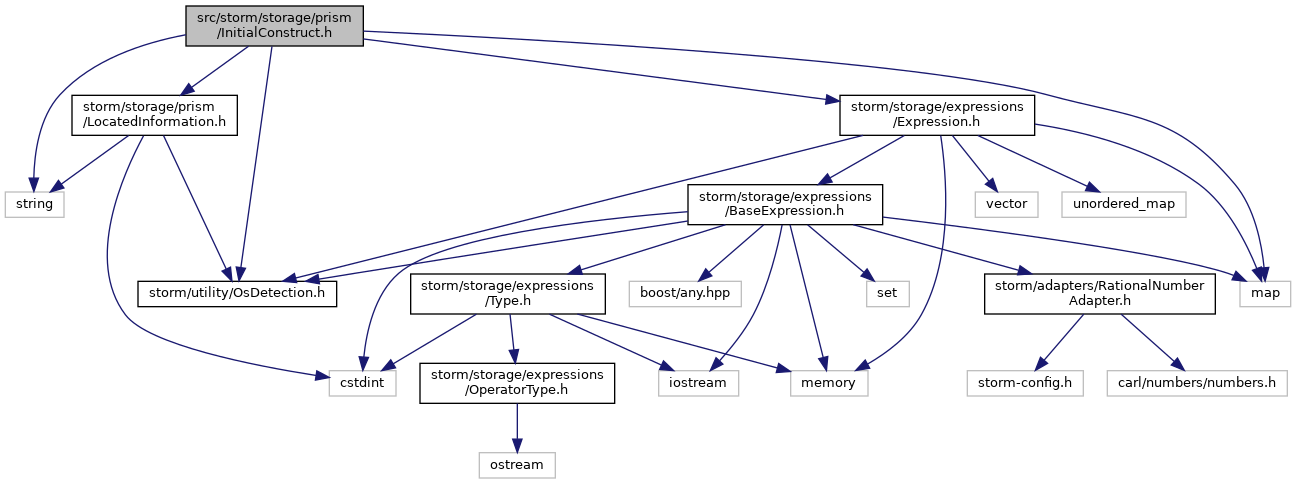 src/storm/storage/prism
/InitialConstruct.h
storm/storage/prism
/LocatedInformation.h
storm/storage/expressions
/Expression.h
string
storm/storage/expressions
/BaseExpression.h
vector
unordered_map
storm/utility/OsDetection.h
storm/storage/expressions
/Type.h
boost/any.hpp
set
storm/adapters/RationalNumber
Adapter.h
map
cstdint
storm/storage/expressions
/OperatorType.h
iostream
memory
storm-config.h
carl/numbers/numbers.h
ostream